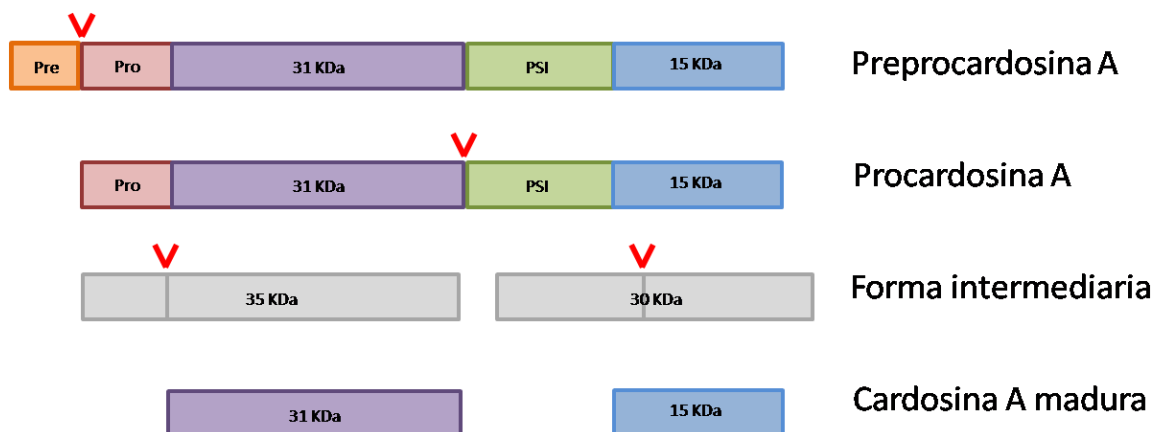 Pre Pro 31 KDa PSI 15 KDa Preprocardosina A
Pro 31 KDa PSI 15 KDa Procardosina A
35 KDa 30 KDa Forma intermediaria
31 KDa 15 KDa Cardosina A madura